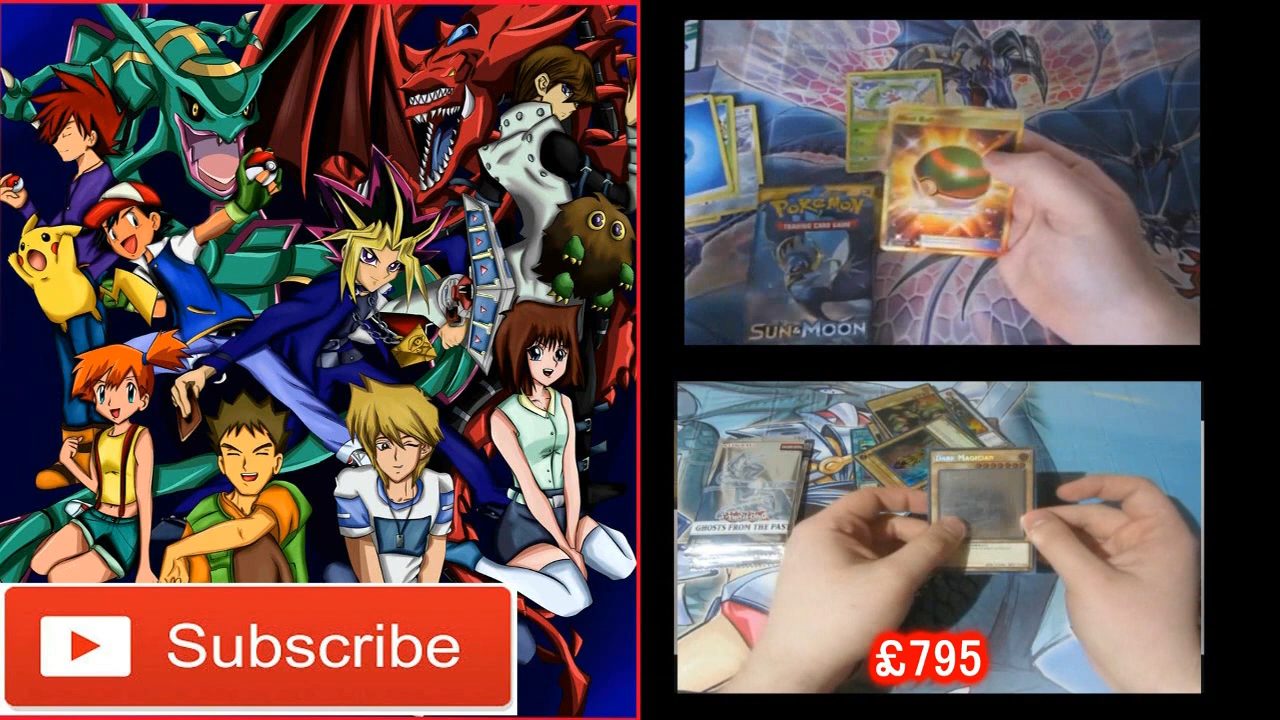 Subscribe
POKÉMON
TRADING CARD GAME
SUN & MOON
DARK MAGICIAN
GHOSTS FROM THE PAST
£795